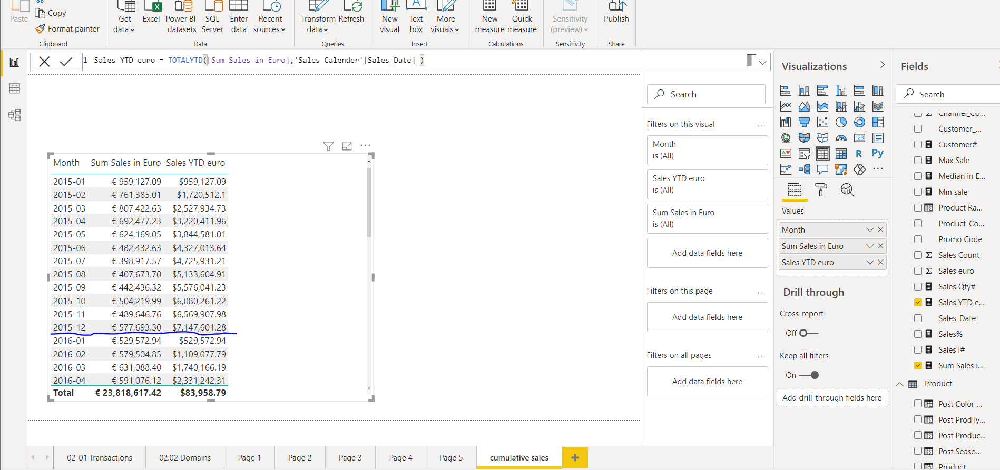 Paste
Copy
Format painter
Clipboard
Get data
Excel
Power BI datasets
SQL Server
Enter data
Recent sources
Data
Transform data
Refresh
Queries
New visual
Text box
More visuals
Insert
New measure
Quick measure
Calculations
Sensitivity (preview)
Sensitivity
Publish
Share
1 Sales YTD euro = TOTALYTD([Sum Sales in Euro],'Sales Calender'[Sales_Date] )
Month Sum Sales in Euro Sales YTD euro
2015-01 € 959,127.09 $959,127.09
2015-02 € 761,385.01 $1,720,512.1
2015-03 € 807,422.63 $2,527,934.73
2015-04 € 692,477.23 $3,220,411.96
2015-05 € 624,169.05 $3,844,581.01
2015-06 € 482,432.63 $4,327,013.64
2015-07 € 398,917.57 $4,725,931.21
2015-08 € 407,673.70 $5,133,604.91
2015-09 € 442,436.32 $5,576,041.23
2015-10 € 504,219.99 $6,080,261.22
2015-11 € 489,646.76 $6,569,907.98
2015-12 € 577,693.30 $7,147,601.28
2016-01 € 529,572.94 $529,572.94
2016-02 € 579,504.85 $1,109,077.79
2016-03 € 631,088.40 $1,740,166.19
2016-04 € 591,076.12 $2,331,242.31
Total € 23,818,617.42 $83,958.79
Search
Filters on this visual ...
Month
is (All)
Sales YTD euro
is (All)
Sum Sales in Euro
is (All)
Add data fields here
Filters on this page ...
Add data fields here
Filters on all pages ...
Add data fields here
Visualizations
123
R
Py
Values
Month
Sum Sales in Euro
Sales YTD euro
Drill through
Cross-report
Off
Keep all filters
On
Add drill-through fields here
Fields
Search
Σ Channel_Co...
Customer_...
Customer#
Max Sale
Median in E...
Min sale
Product Ra...
Product_Co...
Promo Code
Σ Sales Count
Σ Sales euro
Sales Qty#
Sales YTD e...
Sales_Date
Sales%
SalesT#
Sum Sales i...
Product
Post Color ...
Post ProdTy...
Post Produc...
Post Seaso...
Product
02-01 Transactions
02.02 Domains
Page 1
Page 2
Page 3
Page 4
Page 5
cumulative sales
+